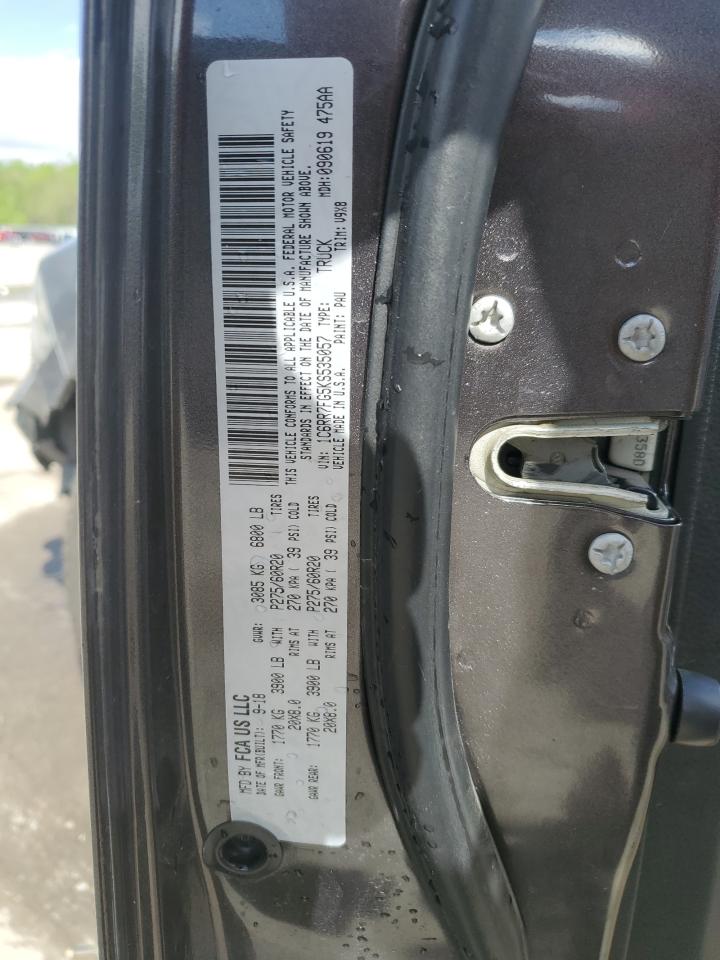 MFD BY FCA US LLC
DATE OF MFR(BUILT): 9-18 GVWR: 3085 KG 6800 LB
GAWR FRONT: 1770 KG 3900 LB WITH P275/60R20 TIRES
20X8.0 RIMS AT 270 KPA ( 39 PSI) COLD
GAWR REAR: 1770 KG 3900 LB WITH P275/60R20 TIRES
20X8.0 RIMS AT 270 KPA ( 39 PSI) COLD
THIS VEHICLE CONFORMS TO ALL APPLICABLE U.S.A. FEDERAL MOTOR VEHICLE SAFETY
STANDARDS IN EFFECT ON THE DATE OF MANUFACTURE SHOWN ABOVE.
VIN: 1C6RR7FG5KS535057 TYPE: TRUCK MDH:090619 475AA
VEHICLE MADE IN U.S.A. PAINT: PAU TRIM: V9X8
358D